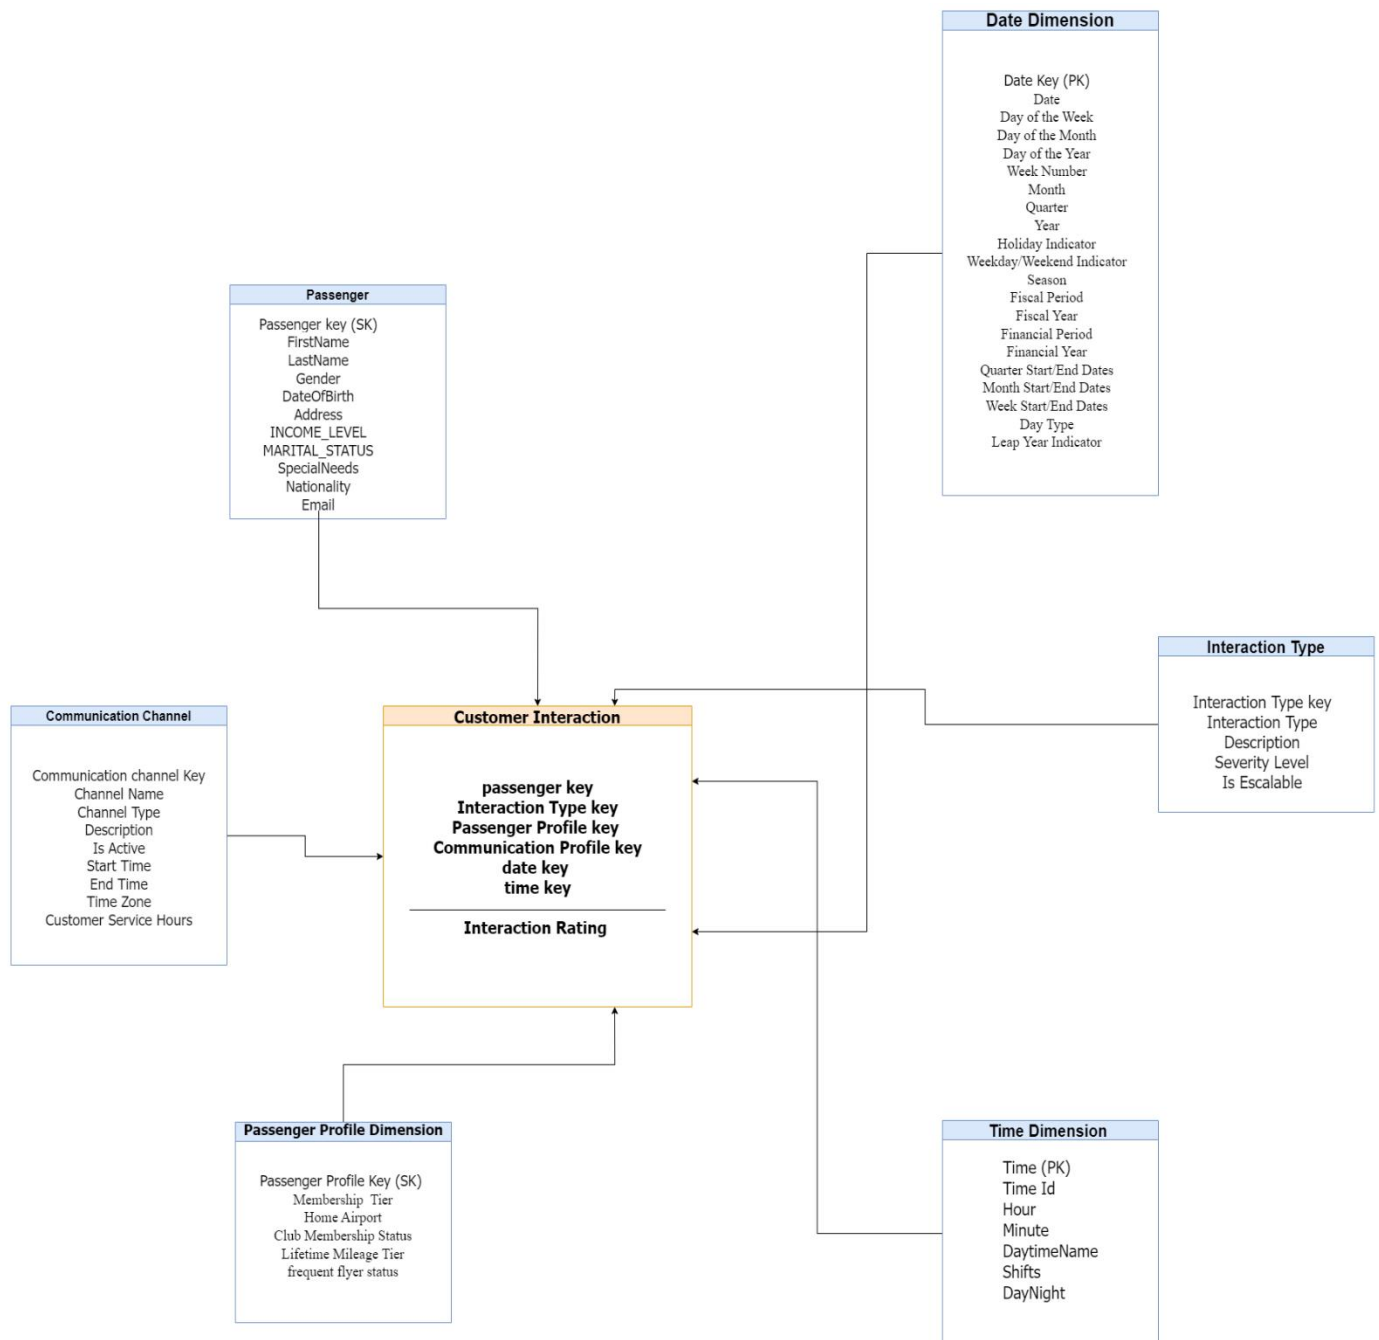 Date Dimension
Date Key (PK)
Date
Day of the Week
Day of the Month
Day of the Year
Week Number
Month
Quarter
Year
Holiday Indicator
Weekday/Weekend Indicator
Season
Fiscal Period
Fiscal Year
Financial Period
Financial Year
Quarter Start/End Dates
Month Start/End Dates
Week Start/End Dates
Day Type
Leap Year Indicator
Passenger
Passenger key (SK)
FirstName
LastName
Gender
DateOfBirth
Address
INCOME_LEVEL
MARITAL_STATUS
SpecialNeeds
Nationality
Email
Interaction Type
Interaction Type key
Interaction Type
Description
Severity Level
Is Escalable
Communication Channel
Communication channel Key
Channel Name
Channel Type
Description
Is Active
Start Time
End Time
Time Zone
Customer Service Hours
Customer Interaction
passenger key
Interaction Type key
Passenger Profile key
Communication Profile key
date key
time key
Interaction Rating
Passenger Profile Dimension
Passenger Profile Key (SK)
Membership Tier
Home Airport
Club Membership Status
Lifetime Mileage Tier
frequent flyer status
Time Dimension
Time (PK)
Time Id
Hour
Minute
DaytimeName
Shifts
DayNight